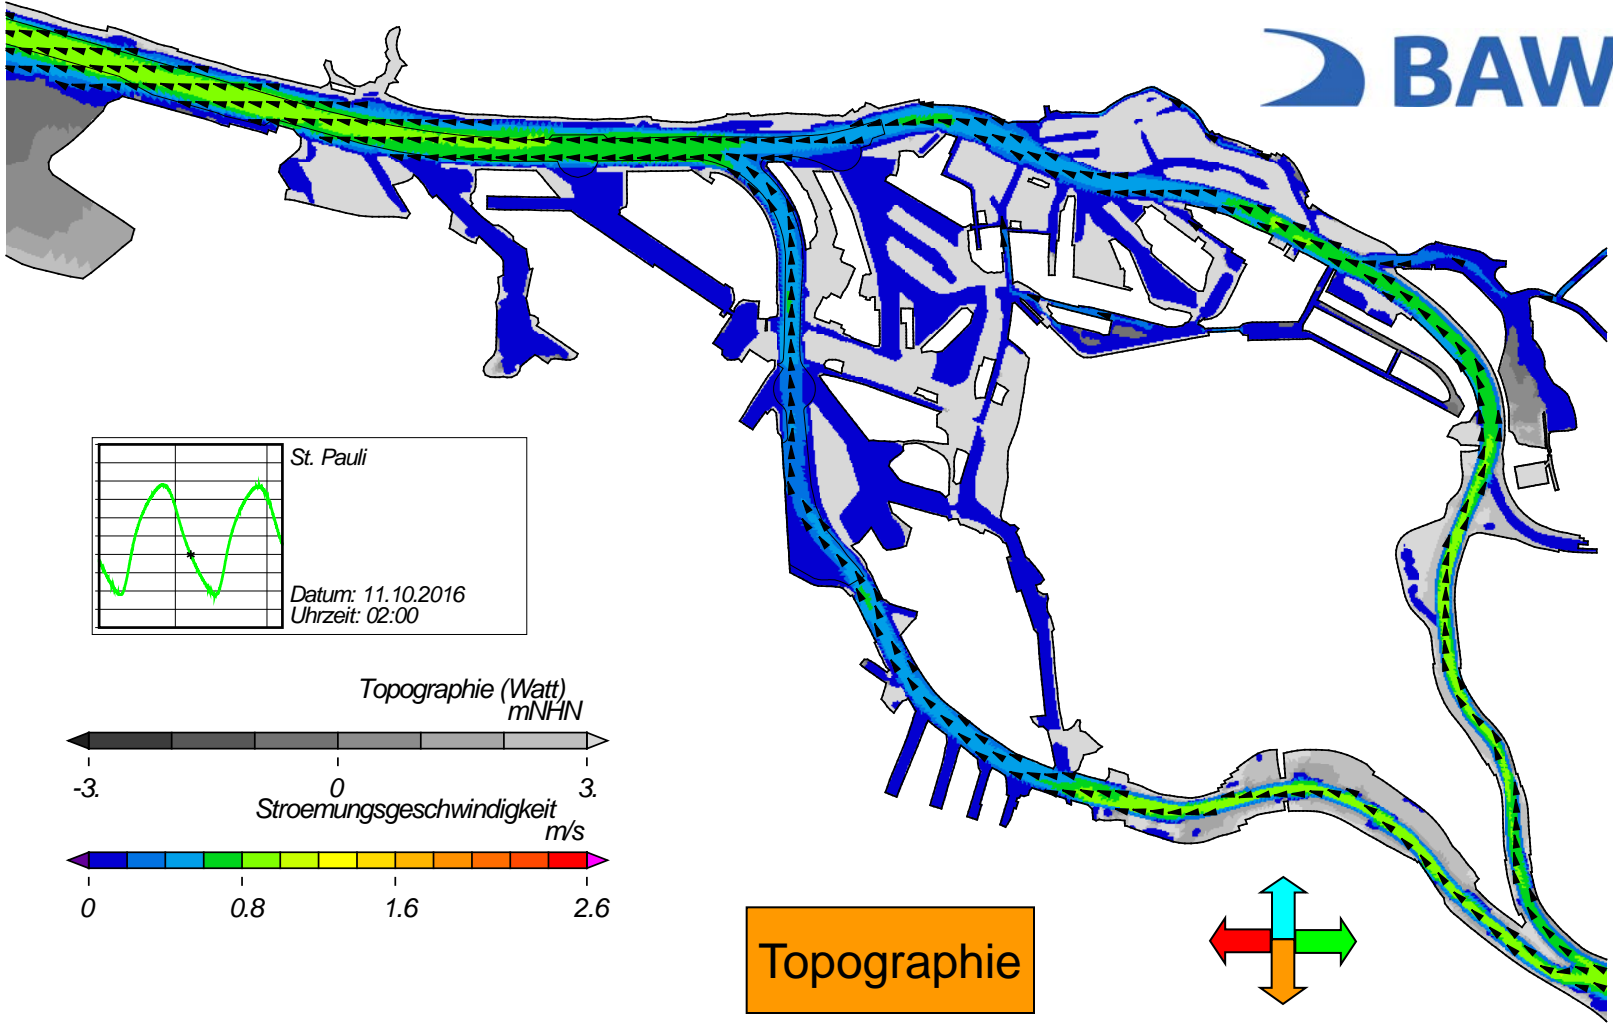 BAW
St. Pauli
Datum: 11.10.2016
Uhrzeit: 02:00
Topographie (Watt)
mNHN
-3. 0 3.
Stroemungsgeschwindigkeit
m/s
0 0.8 1.6 2.6
Topographie